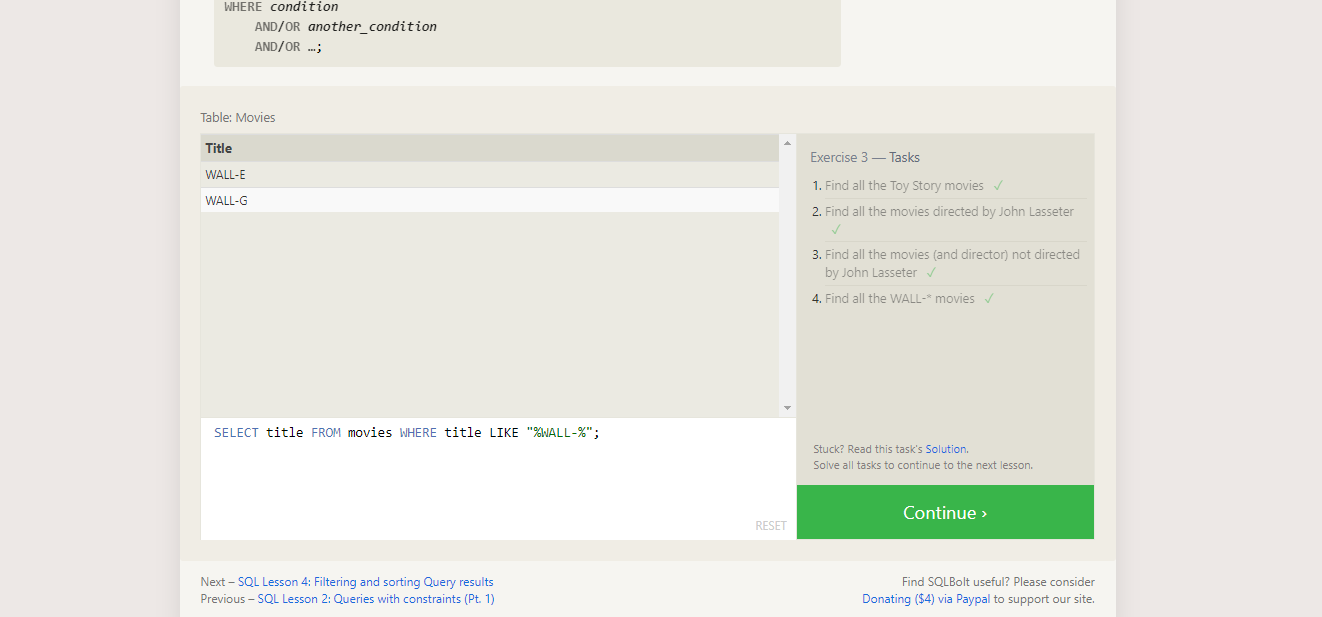 WHERE condition
AND/OR another_condition
AND/OR …;
Table: Movies
Title
WALL-E
WALL-G
SELECT title FROM movies WHERE title LIKE "%WALL-%";
RESET
Exercise 3 — Tasks
1. Find all the Toy Story movies ✓
2. Find all the movies directed by John Lasseter
✓
3. Find all the movies (and director) not directed
by John Lasseter ✓
4. Find all the WALL-* movies ✓
Stuck? Read this task's Solution.
Solve all tasks to continue to the next lesson.
Continue ›
Next – SQL Lesson 4: Filtering and sorting Query results
Previous – SQL Lesson 2: Queries with constraints (Pt. 1)
Find SQLBolt useful? Please consider
Donating ($4) via Paypal to support our site.